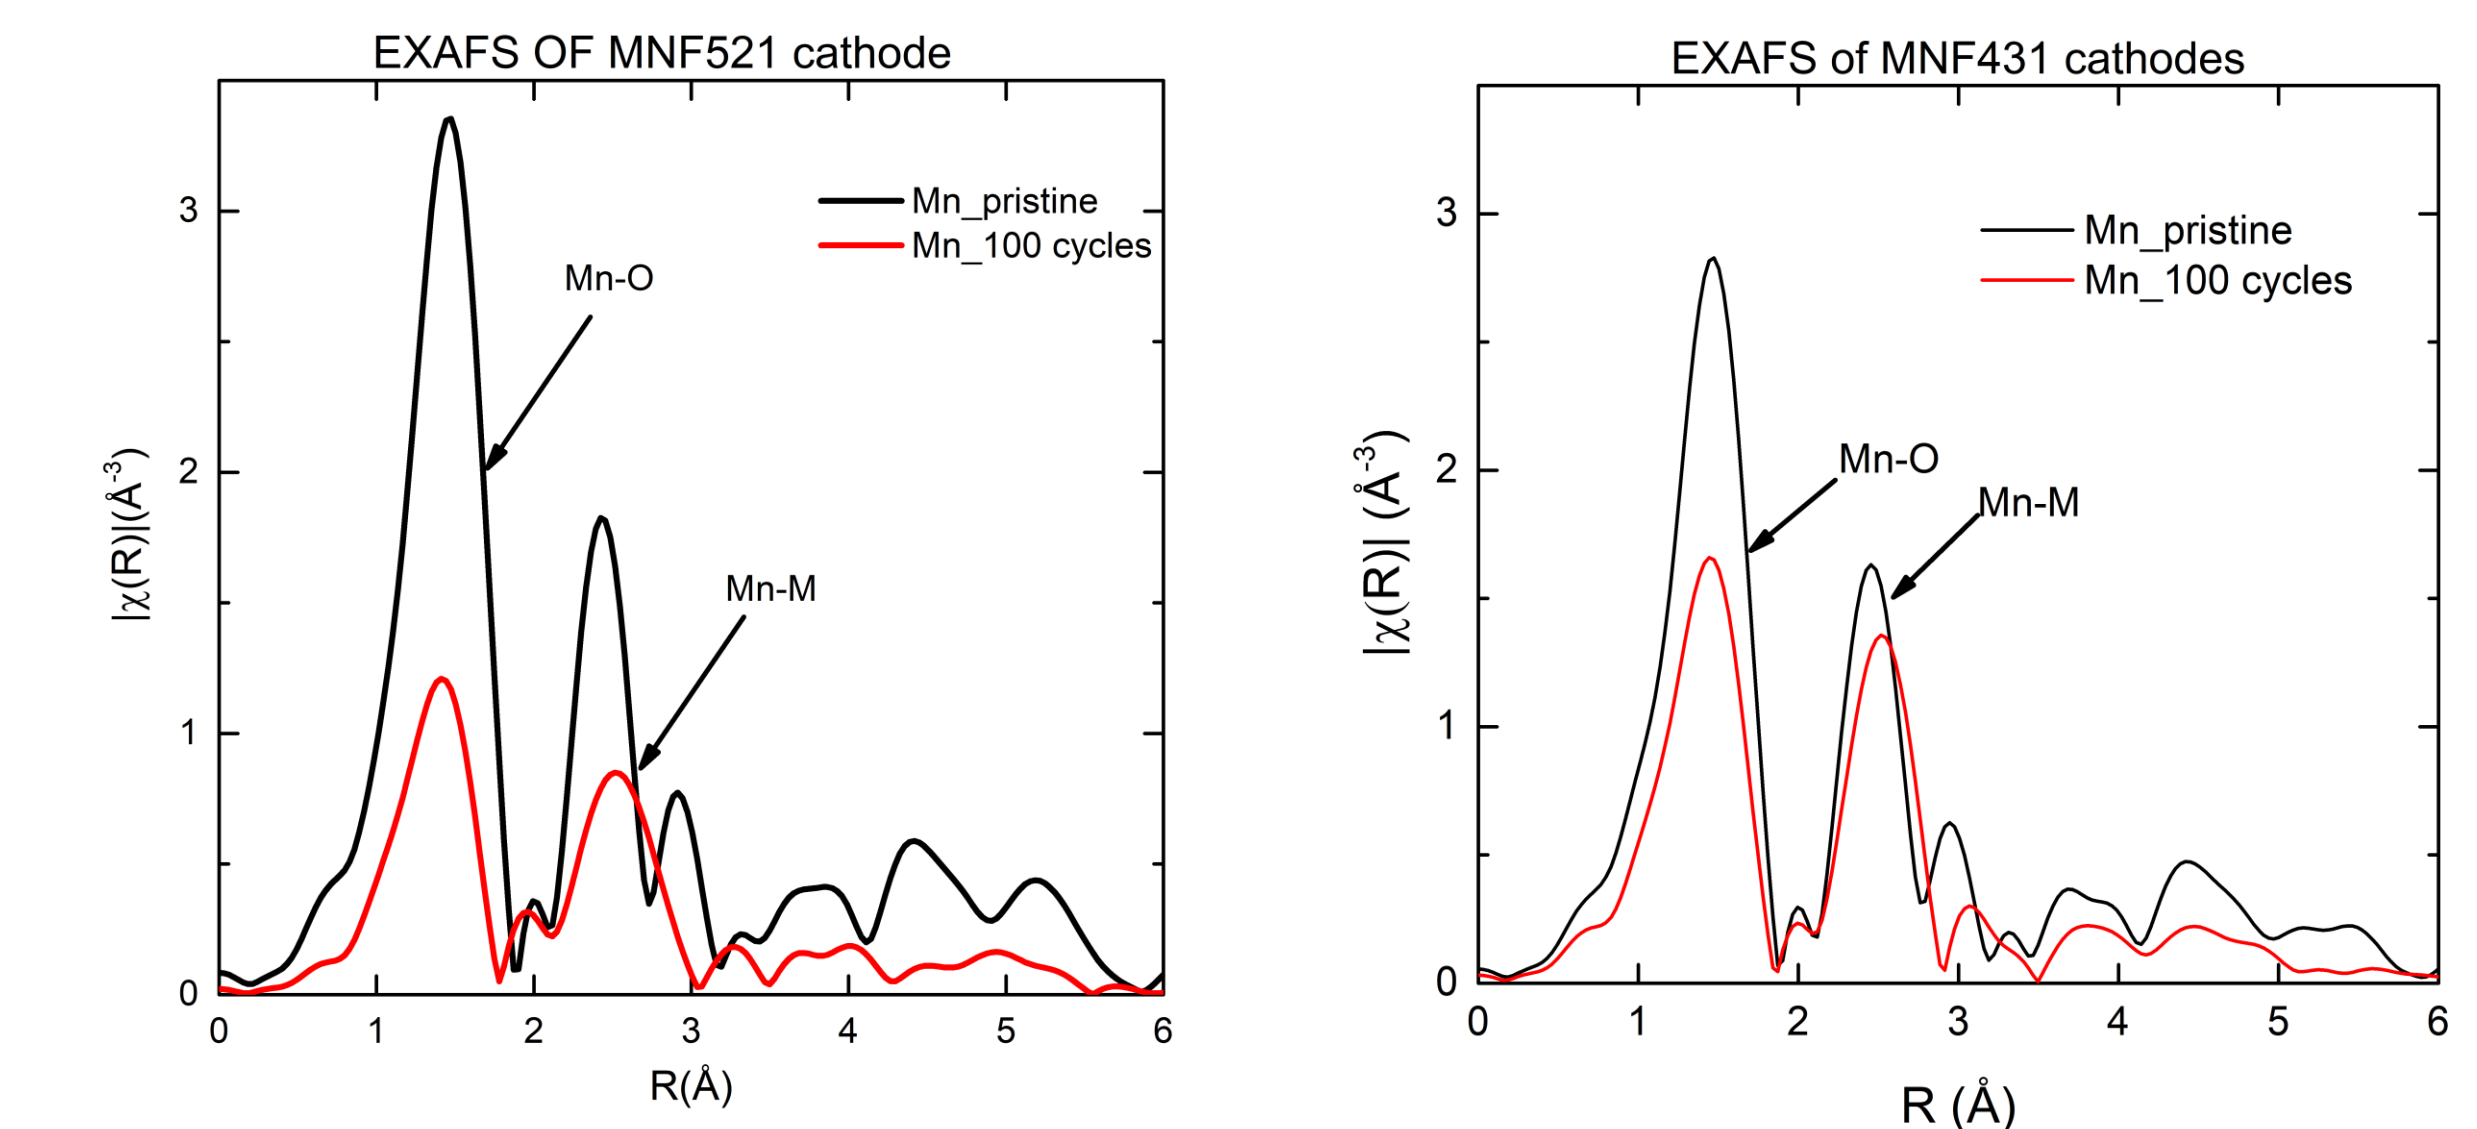 EXAFS OF MNF521 cathode
Mn_pristine
Mn_100 cycles
Mn-O
Mn-M
|χ(R)|(Å-3)
3
2
1
0
0 1 2 3 4 5 6
R(Å)
EXAFS of MNF431 cathodes
Mn_pristine
Mn_100 cycles
Mn-O
Mn-M
|χ(R)| (Å-3)
3
2
1
0
0 1 2 3 4 5 6
R (Å)